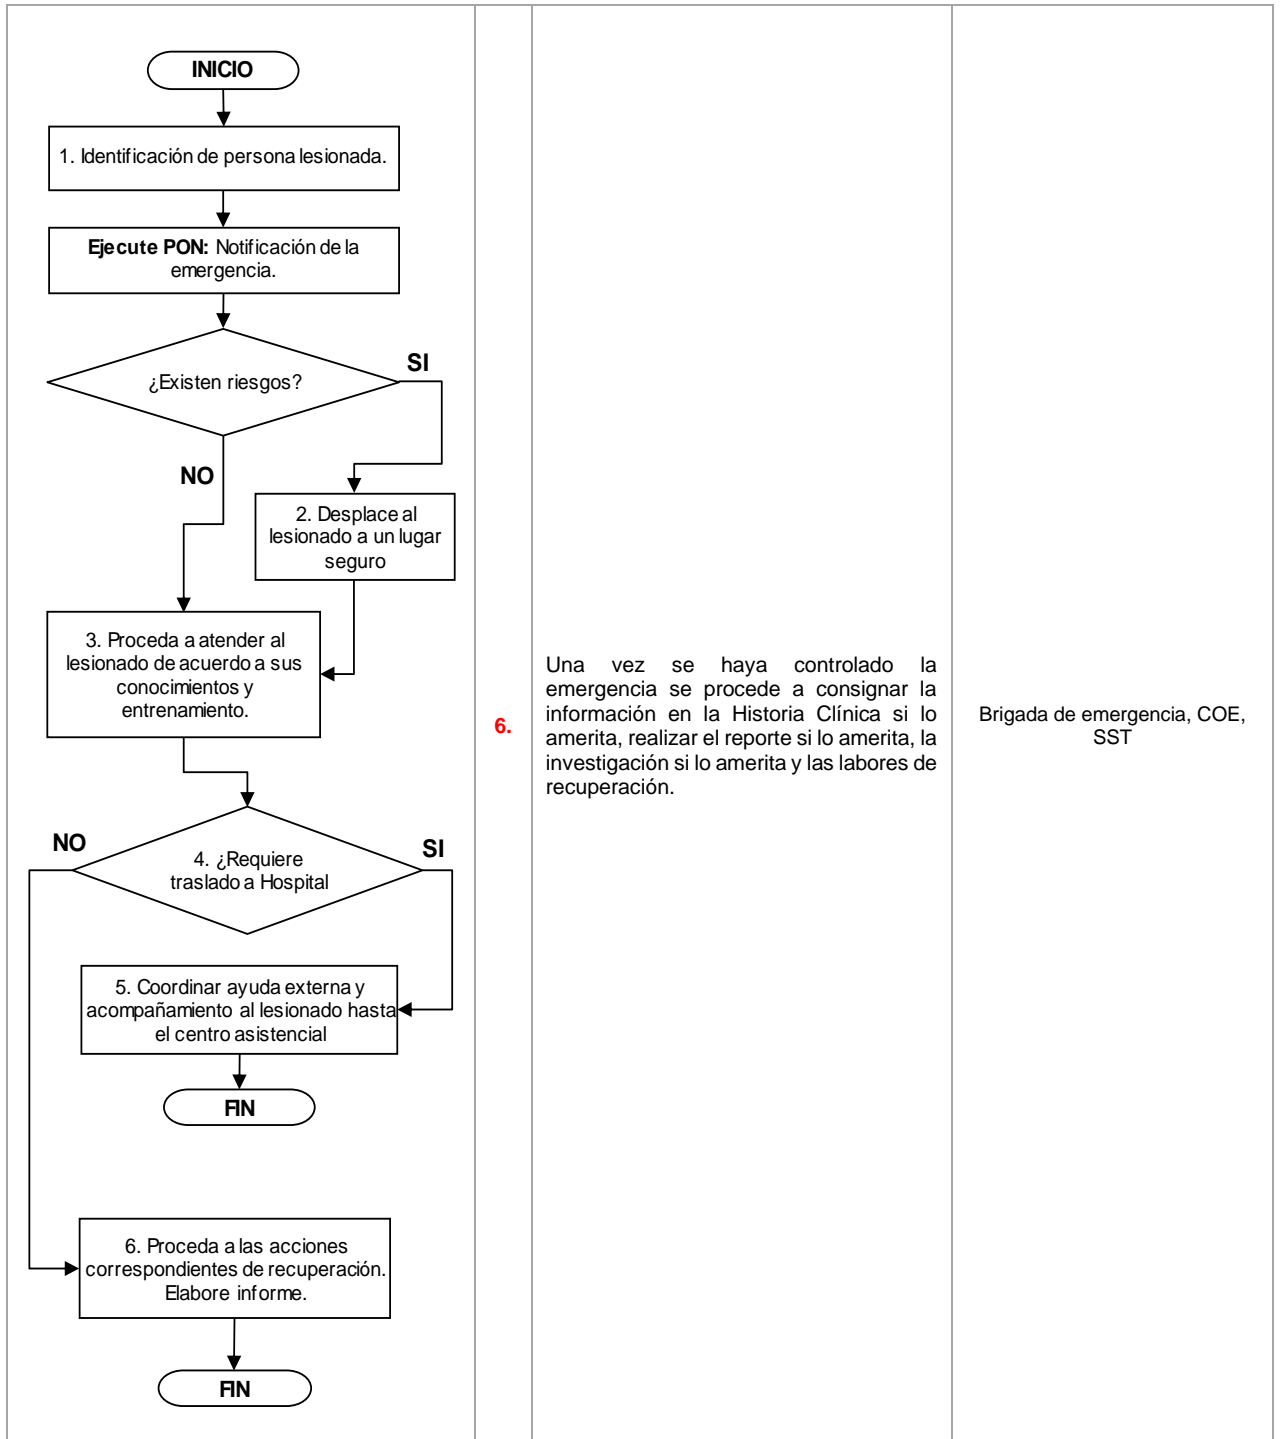 INICIO
1. Identificación de persona lesionada.
Ejecute PON: Notificación de la
emergencia.
¿Existen riesgos?
SI
NO
2. Desplace al
lesionado a un lugar
seguro
3. Proceda a atender al
lesionado de acuerdo a sus
conocimientos y
entrenamiento.
4. ¿Requiere
traslado a Hospital
NO
SI
5. Coordinar ayuda externa y
acompañamiento al lesionado hasta
el centro asistencial
FIN
6. Proceda a las acciones
correspondientes de recuperación.
Elabore informe.
FIN
6.
Una vez se haya controlado la
emergencia se procede a consignar la
información en la Historia Clínica si lo
amerita, realizar el reporte si lo amerita, la
investigación si lo amerita y las labores de
recuperación.
Brigada de emergencia, COE,
SST